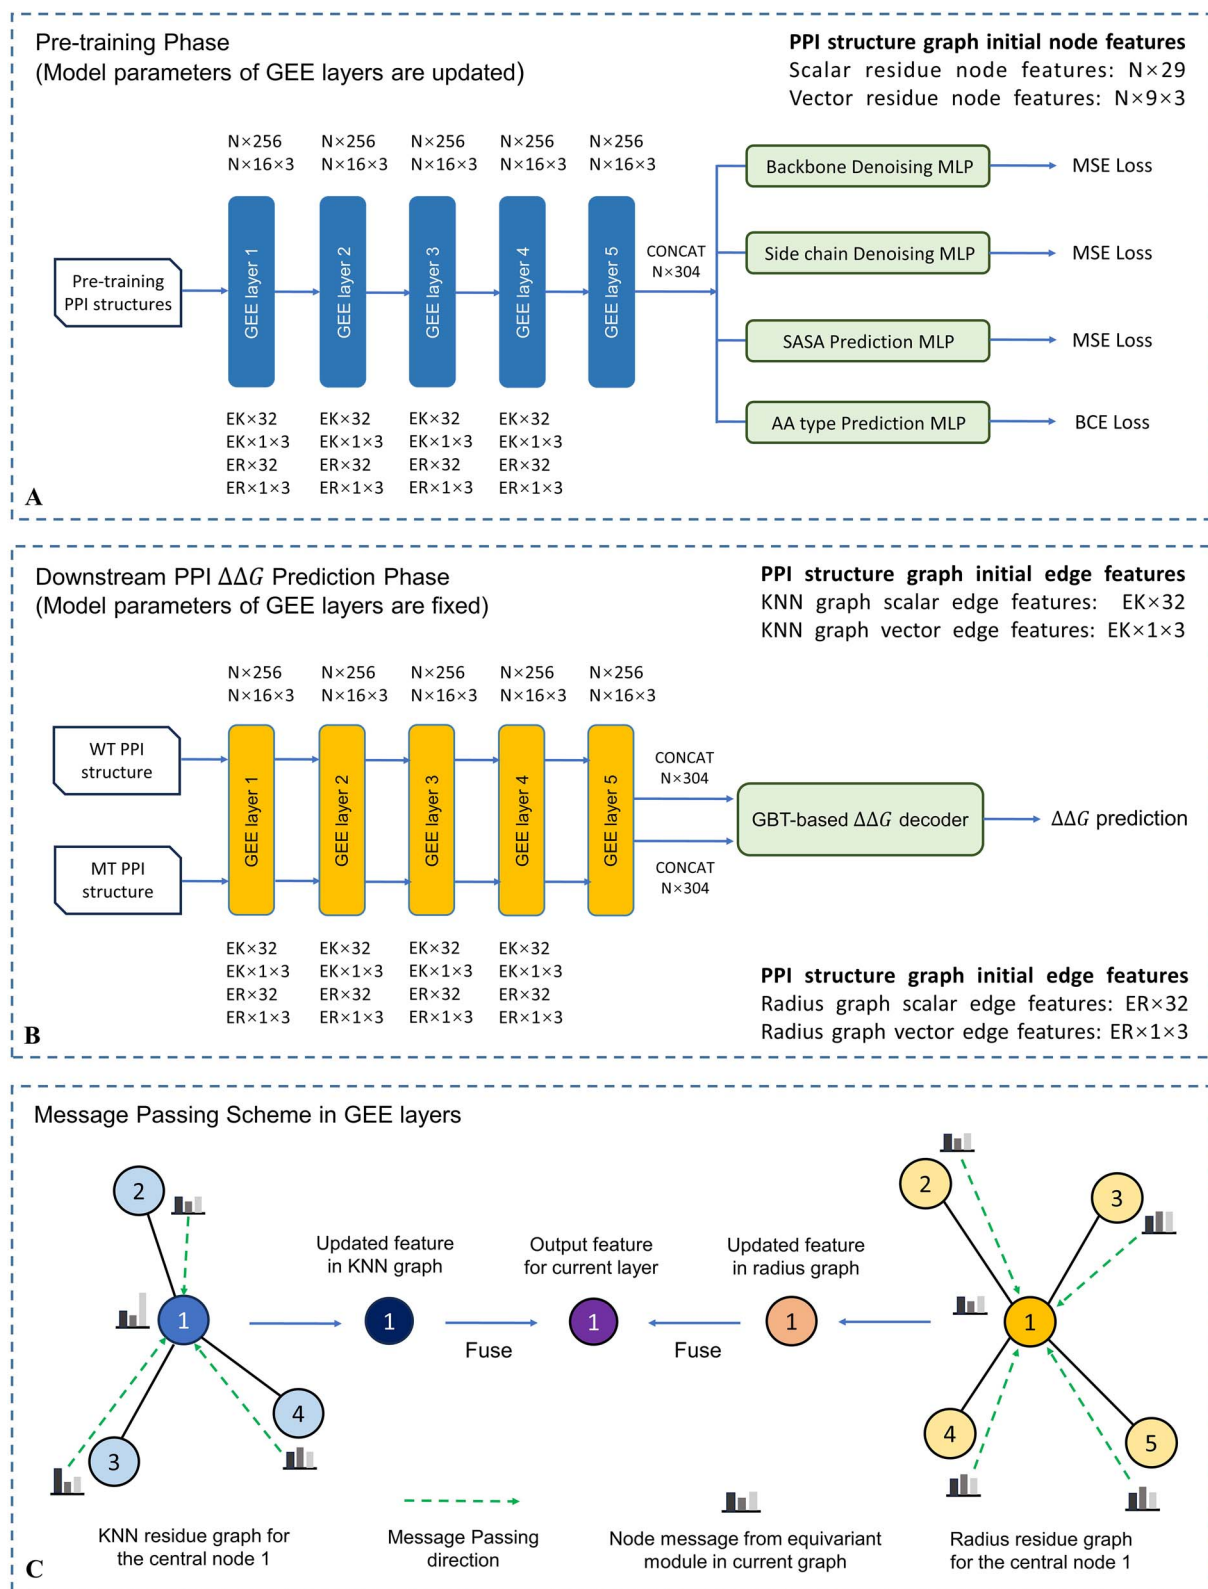 Pre-training Phase
(Model parameters of GEE layers are updated)
PPI structure graph initial node features
Scalar residue node features: N×29
Vector residue node features: N×9×3
N×256 N×256 N×256 N×256 N×256
N×16×3 N×16×3 N×16×3 N×16×3 N×16×3
Pre-training
PPI structures
GEE layer 1
GEE layer 2
GEE layer 3
GEE layer 4
GEE layer 5
CONCAT
N×304
Backbone Denoising MLP
MSE Loss
Side chain Denoising MLP
MSE Loss
SASA Prediction MLP
MSE Loss
AA type Prediction MLP
BCE Loss
EK×32 EK×32 EK×32 EK×32
EK×1×3 EK×1×3 EK×1×3 EK×1×3
ER×32 ER×32 ER×32 ER×32
ER×1×3 ER×1×3 ER×1×3 ER×1×3
A
Downstream PPI ΔΔG Prediction Phase
(Model parameters of GEE layers are fixed)
PPI structure graph initial edge features
KNN graph scalar edge features: EK×32
KNN graph vector edge features: EK×1×3
N×256 N×256 N×256 N×256 N×256
N×16×3 N×16×3 N×16×3 N×16×3 N×16×3
WT PPI
structure
MT PPI
structure
GEE layer 1
GEE layer 2
GEE layer 3
GEE layer 4
GEE layer 5
CONCAT
N×304
CONCAT
N×304
GBT-based ΔΔG decoder
ΔΔG prediction
EK×32 EK×32 EK×32 EK×32
EK×1×3 EK×1×3 EK×1×3 EK×1×3
ER×32 ER×32 ER×32 ER×32
ER×1×3 ER×1×3 ER×1×3 ER×1×3
PPI structure graph initial edge features
Radius graph scalar edge features: ER×32
Radius graph vector edge features: ER×1×3
B
Message Passing Scheme in GEE layers
2
1
3
4
Updated feature
in KNN graph
1
Fuse
Output feature
for current layer
1
Fuse
Updated feature
in radius graph
1
2
3
1
4
5
KNN residue graph for
the central node 1
Message Passing
direction
Node message from equivariant
module in current graph
Radius residue graph
for the central node 1
C